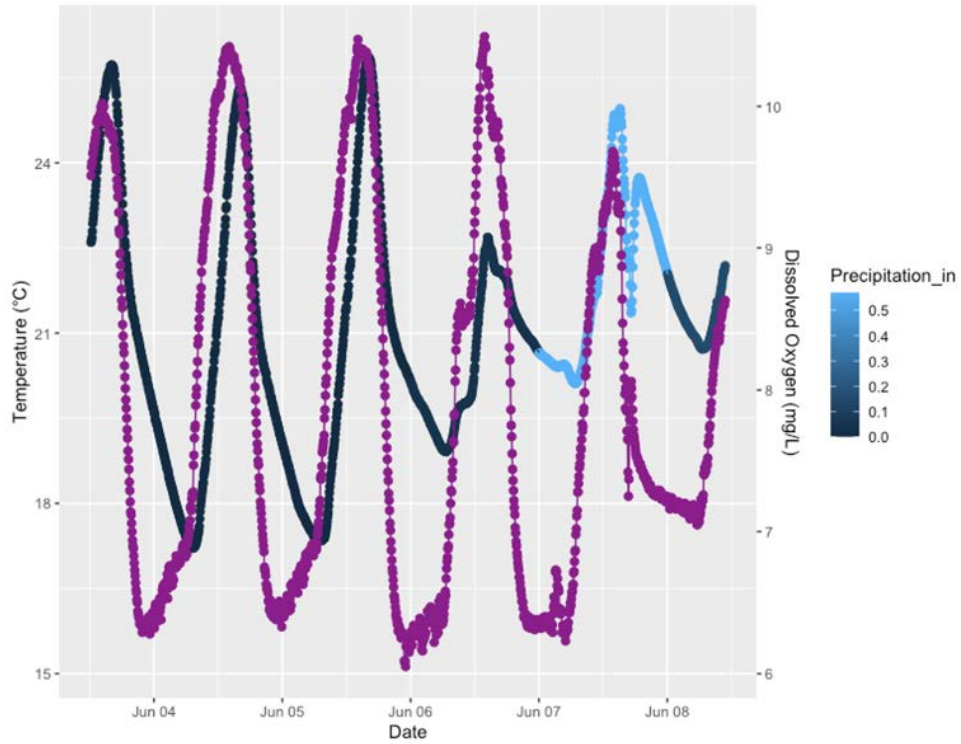 24
21
18
15
Temperature (°C)
10
9
8
7
6
Dissolved Oxygen (mg/L)
Jun 04
Jun 05
Jun 06
Jun 07
Jun 08
Date
Precipitation_in
0.5
0.4
0.3
0.2
0.1
0.0